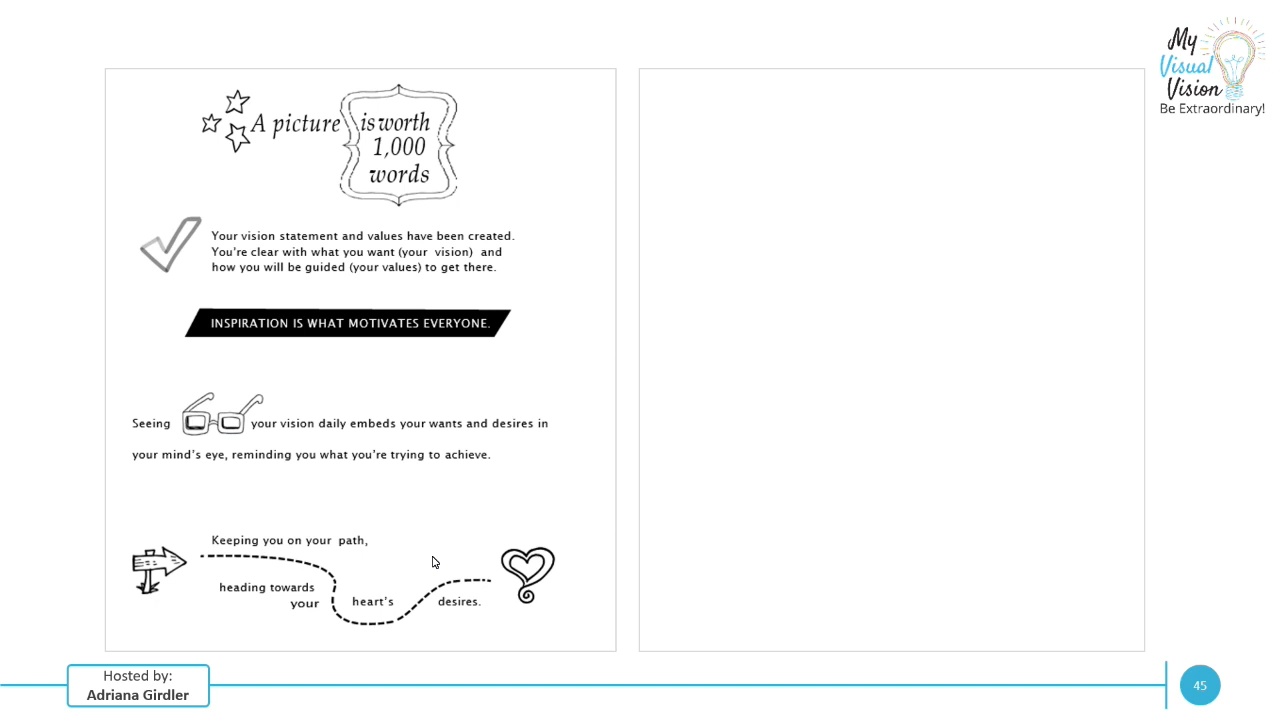 My
Visual
Vision
Be Extraordinary!
A picture is worth
1,000
words
Your vision statement and values have been created.
You're clear with what you want (your vision) and
how you will be guided (your values) to get there.
INSPIRATION IS WHAT MOTIVATES EVERYONE.
Seeing your vision daily embeds your wants and desires in
your mind's eye, reminding you what you're trying to achieve.
Keeping you on your path,
heading towards
your heart's desires.
Hosted by:
Adriana Girdler
45